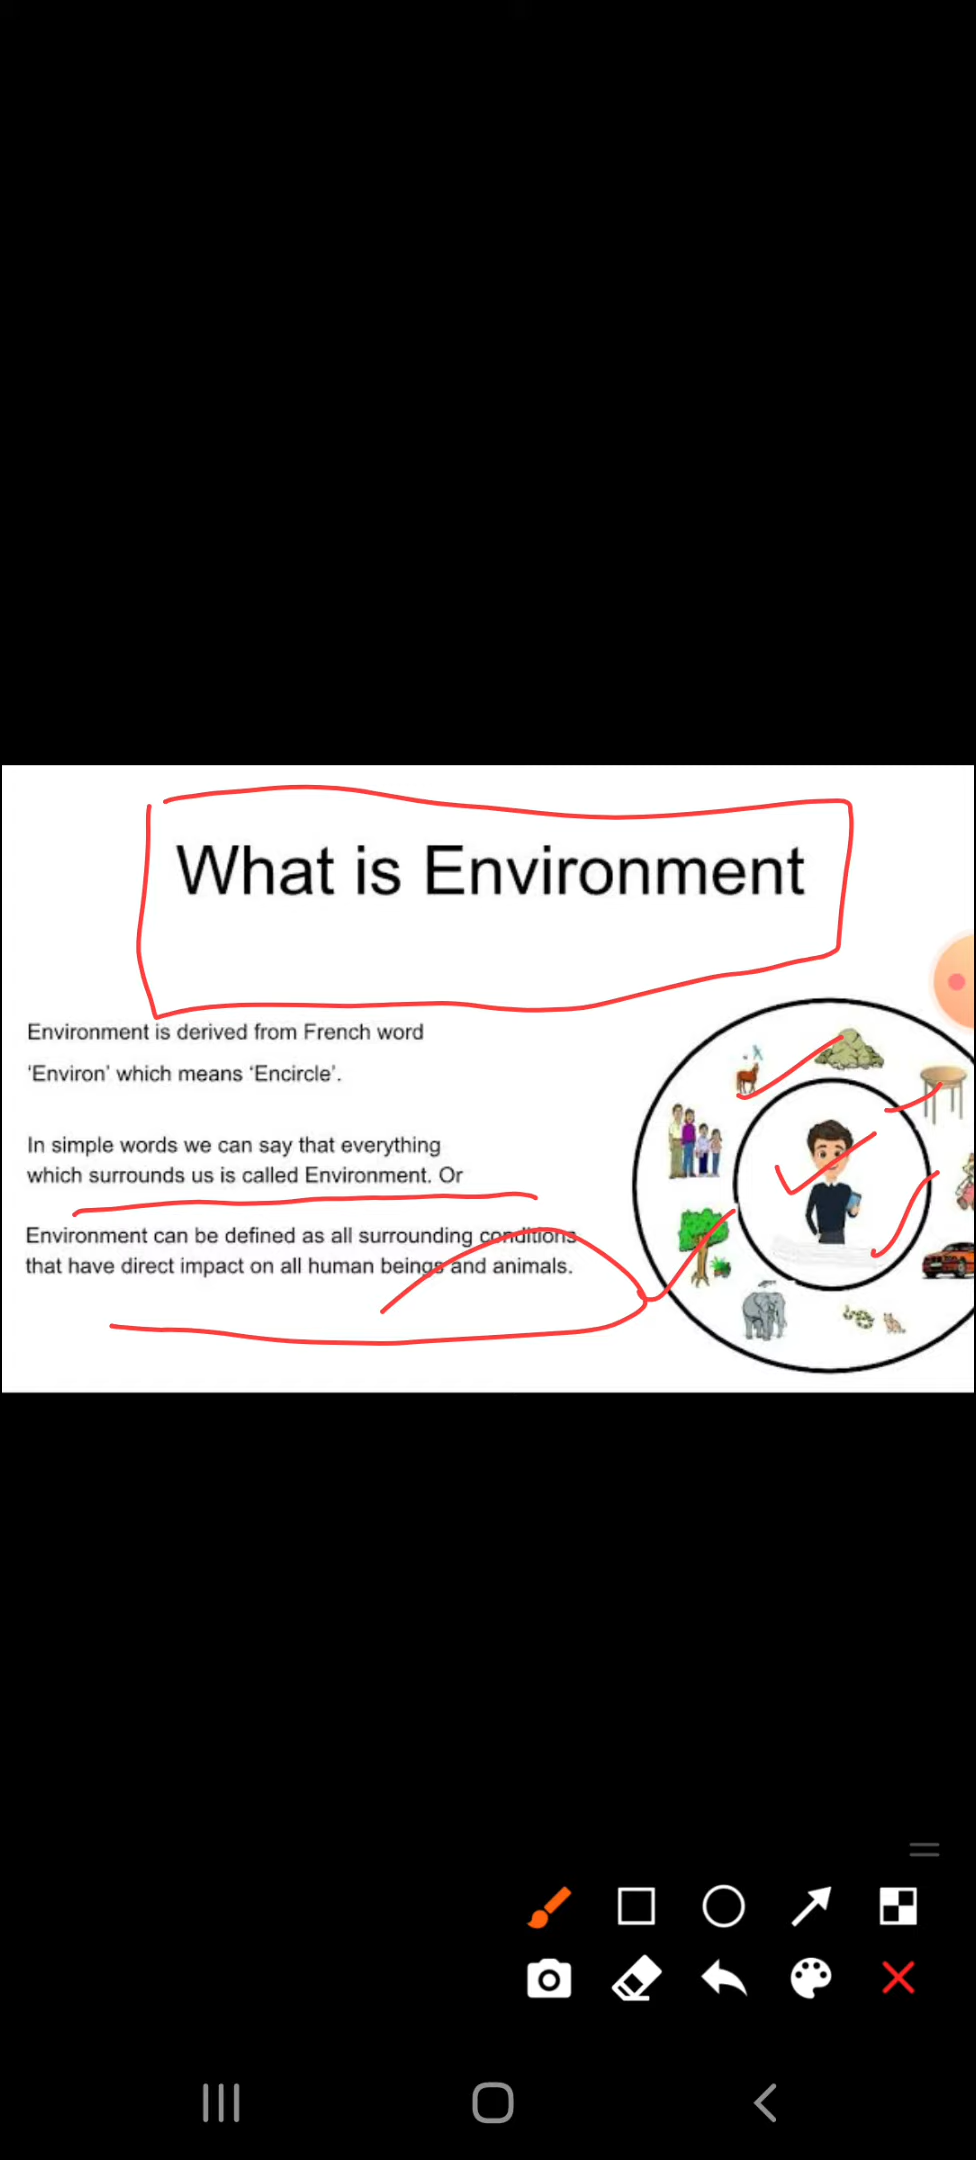 What is Environment
Environment is derived from French word
‘Environ’ which means ‘Encircle’.
In simple words we can say that everything
which surrounds us is called Environment. Or
Environment can be defined as all surrounding conditions
that have direct impact on all human beings and animals.